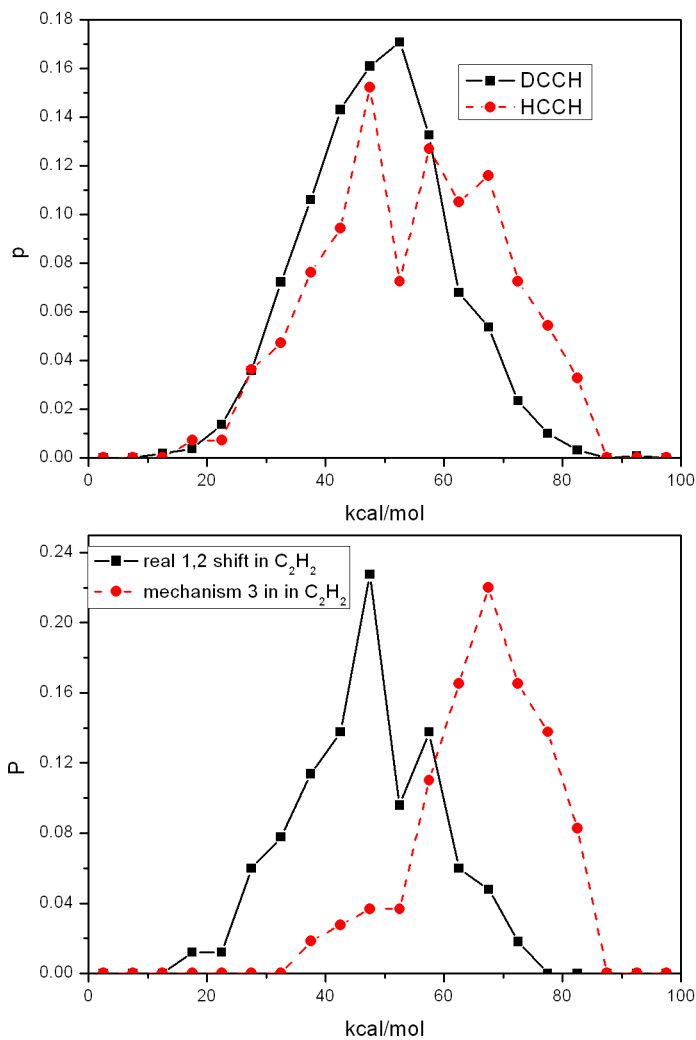 0.18
0.16
0.14
0.12
0.10
0.08
0.06
0.04
0.02
0.00
p
DCCH
HCCH
0 20 40 60 80 100
kcal/mol
0.24
0.20
0.16
0.12
0.08
0.04
0.00
P
real 1,2 shift in C₂H₂
mechanism 3 in in C₂H₂
0 20 40 60 80 100
kcal/mol